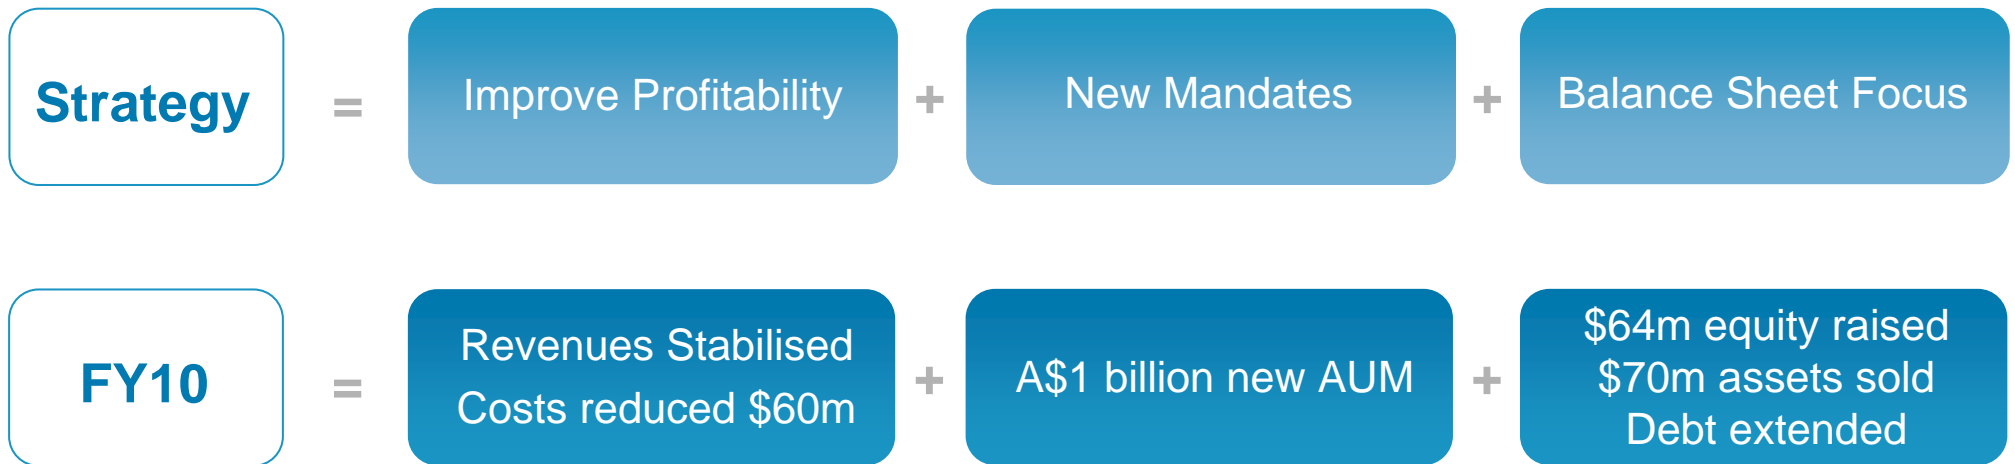 Strategy = Improve Profitability + New Mandates + Balance Sheet Focus
FY10 = Revenues Stabilised
Costs reduced $60m + A$1 billion new AUM + $64m equity raised
$70m assets sold
Debt extended